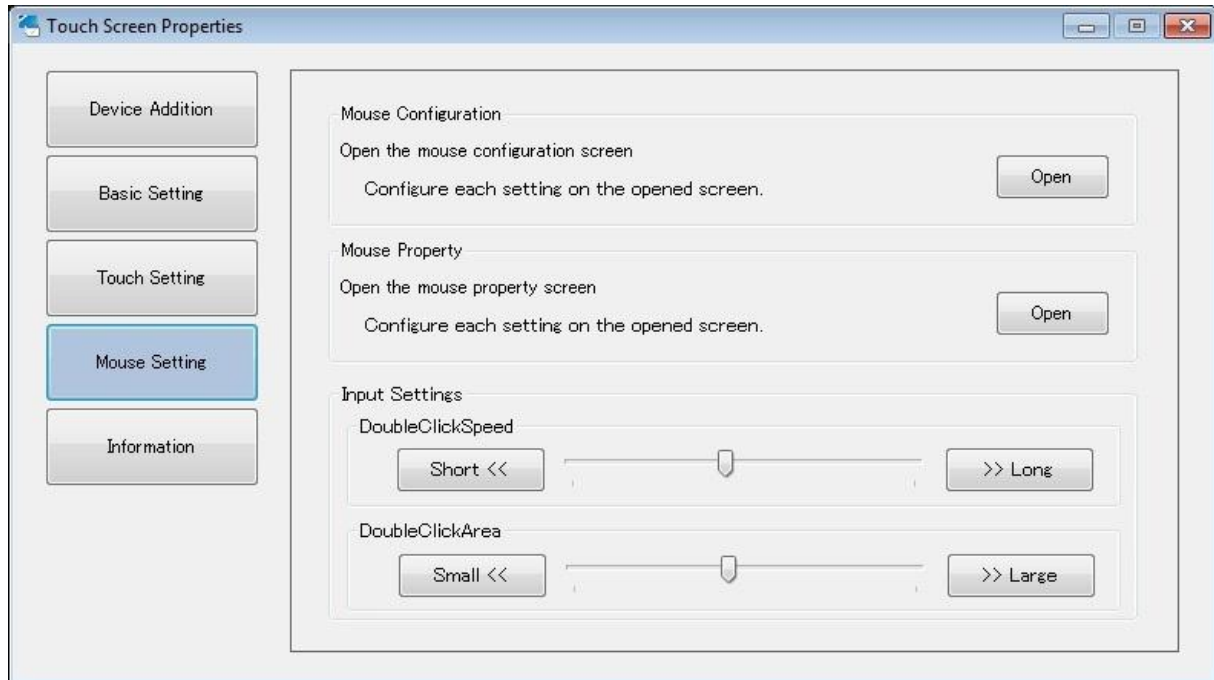 Touch Screen Properties
Device Addition
Basic Setting
Touch Setting
Mouse Setting
Information
Mouse Configuration
Open the mouse configuration screen
Configure each setting on the opened screen.
Open
Mouse Property
Open the mouse property screen
Configure each setting on the opened screen.
Open
Input Settings
DoubleClickSpeed
Short <<
>> Long
DoubleClickArea
Small <<
>> Large